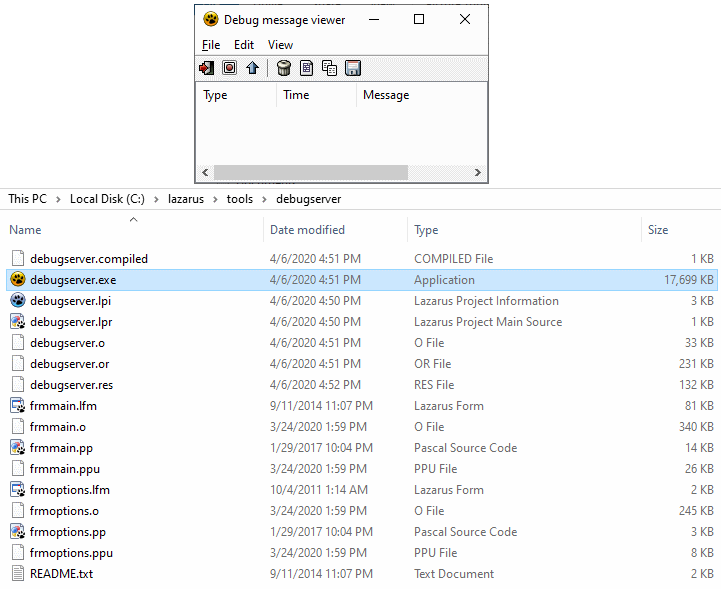 Debug message viewer
File Edit View
Type Time Message
This PC > Local Disk (C:) > lazarus > tools > debugserver
Name Date modified Type Size
debugserver.compiled 4/6/2020 4:51 PM COMPILED File 1 KB
debugserver.exe 4/6/2020 4:51 PM Application 17,699 KB
debugserver.lpi 4/6/2020 4:50 PM Lazarus Project Information 3 KB
debugserver.lpr 4/6/2020 4:50 PM Lazarus Project Main Source 1 KB
debugserver.o 4/6/2020 4:51 PM O File 33 KB
debugserver.or 4/6/2020 4:51 PM OR File 231 KB
debugserver.res 4/6/2020 4:52 PM RES File 132 KB
frmmain.lfm 9/11/2014 11:07 PM Lazarus Form 81 KB
frmmain.o 3/24/2020 1:59 PM O File 340 KB
frmmain.pp 1/29/2017 10:04 PM Pascal Source Code 14 KB
frmmain.ppu 3/24/2020 1:59 PM PPU File 26 KB
frmoptions.lfm 10/4/2011 1:14 AM Lazarus Form 2 KB
frmoptions.o 3/24/2020 1:59 PM O File 245 KB
frmoptions.pp 1/29/2017 10:04 PM Pascal Source Code 3 KB
frmoptions.ppu 3/24/2020 1:59 PM PPU File 8 KB
README.txt 9/11/2014 11:07 PM Text Document 2 KB